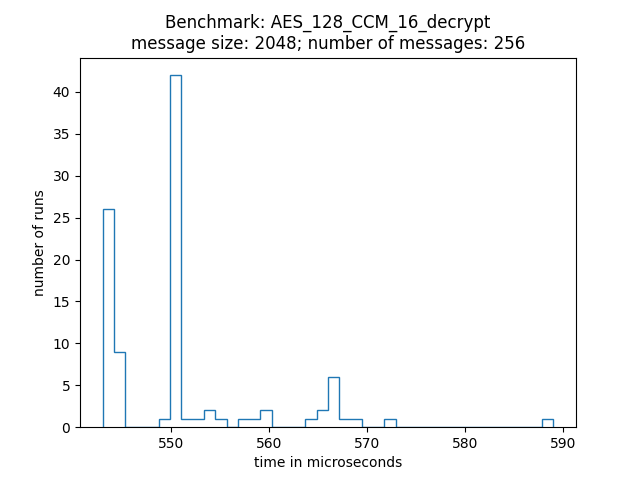 Benchmark: AES_128_CCM_16_decrypt
message size: 2048; number of messages: 256
40
35
30
25
20
15
10
5
0
number of runs
550 560 570 580 590
time in microseconds